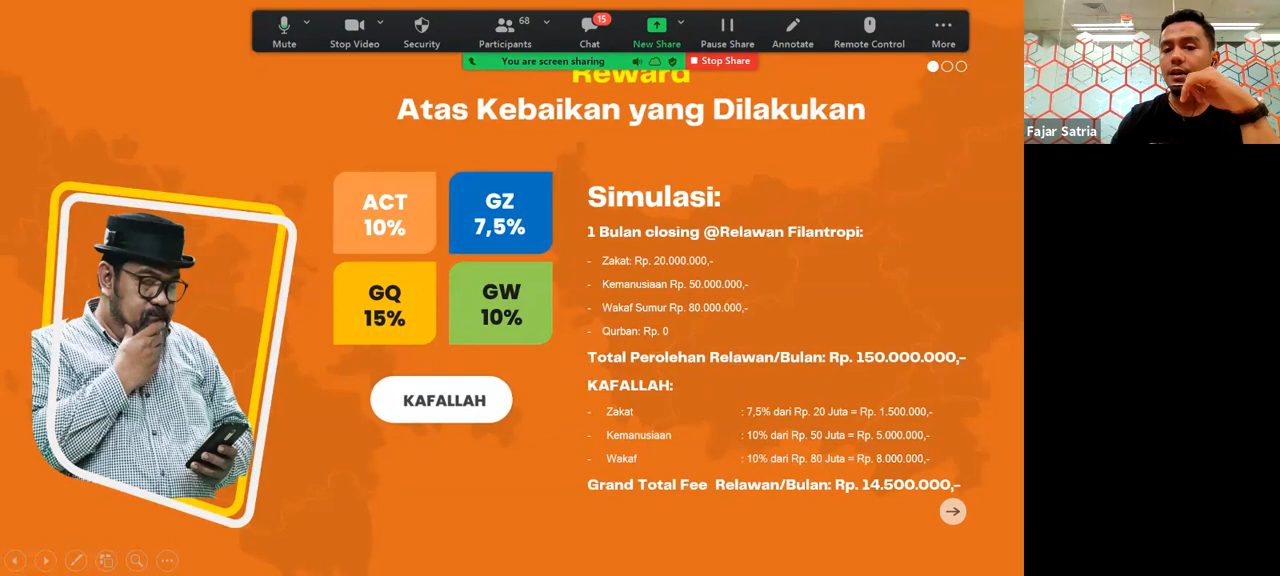 Mute
Stop Video
Security
Participants
68
Chat
15
New Share
Pause Share
Annotate
Remote Control
More
You are screen sharing
Stop Share
Reward
Atas Kebaikan yang Dilakukan
Fajar Satria
ACT
10%
GZ
7,5%
GQ
15%
GW
10%
KAFALLAH
Simulasi:
1 Bulan closing @Relawan Filantropi:
- Zakat: Rp. 20.000.000,-
- Kemanusiaan Rp. 50.000.000,-
- Wakaf Sumur Rp. 80.000.000,-
- Qurban: Rp. 0
Total Perolehan Relawan/Bulan: Rp. 150.000.000,-
KAFALLAH:
- Zakat : 7,5% dari Rp. 20 Juta = Rp. 1.500.000,-
- Kemanusiaan : 10% dari Rp. 50 Juta = Rp. 5.000.000,-
- Wakaf : 10% dari Rp. 80 Juta = Rp. 8.000.000,-
Grand Total Fee Relawan/Bulan: Rp. 14.500.000,-